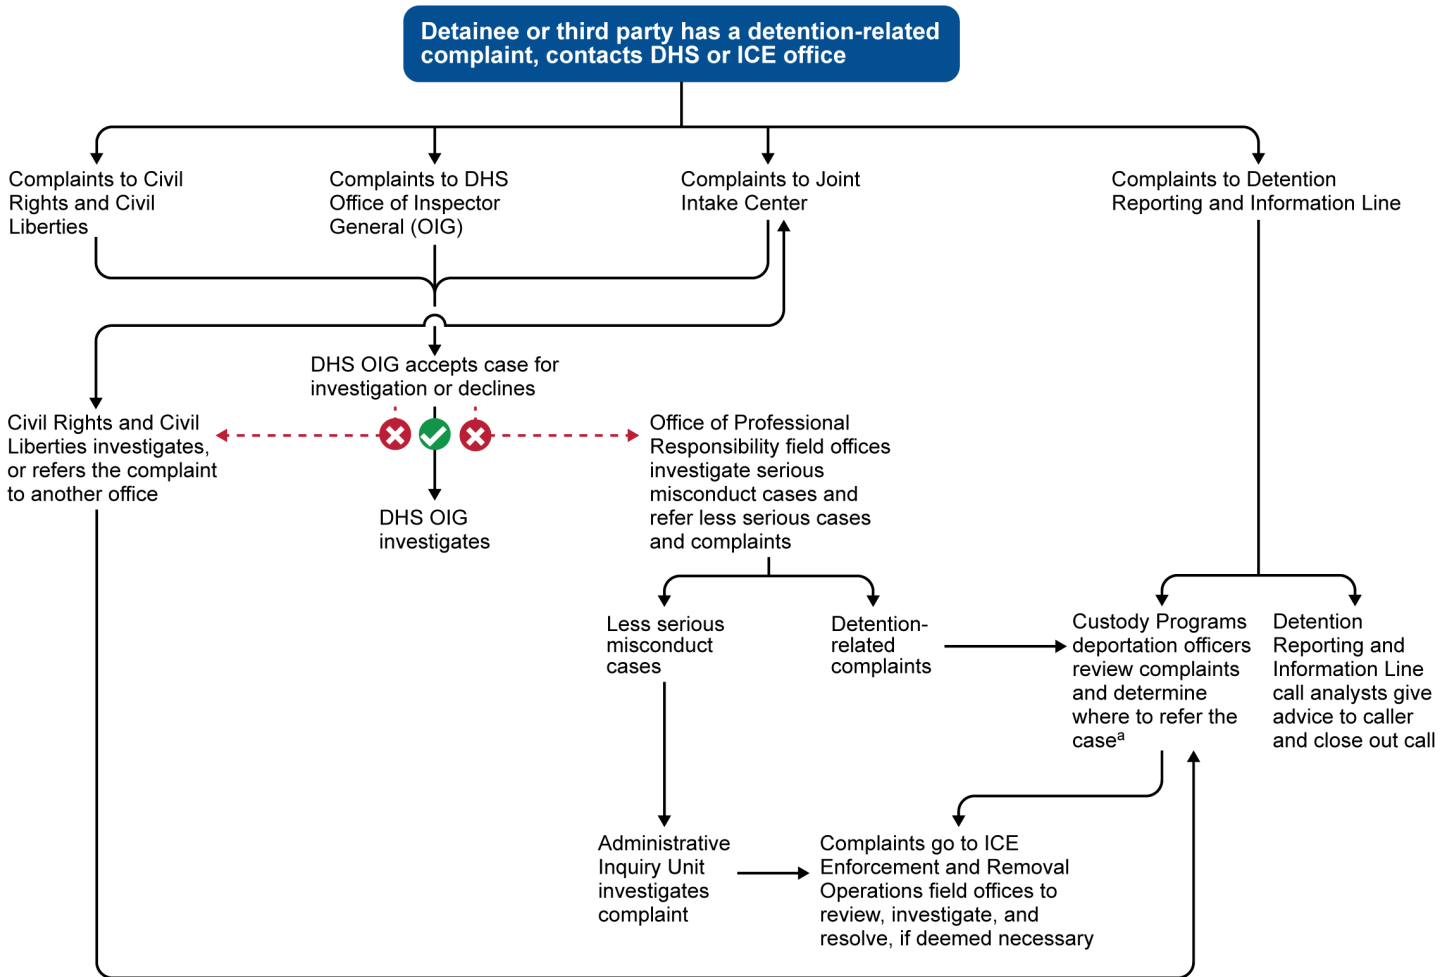 Detainee or third party has a detention-related
complaint, contacts DHS or ICE office
Complaints to Civil
Rights and Civil
Liberties
Complaints to DHS
Office of Inspector
General (OIG)
Complaints to Joint
Intake Center
Complaints to Detention
Reporting and Information Line
DHS OIG accepts case for
investigation or declines
Civil Rights and Civil
Liberties investigates,
or refers the complaint
to another office
DHS OIG
investigates
Office of Professional
Responsibility field offices
investigate serious
misconduct cases and
refer less serious cases
and complaints
Less serious
misconduct
cases
Detention-
related
complaints
Custody Programs
deportation officers
review complaints
and determine
where to refer the
caseᵃ
Detention
Reporting and
Information Line
call analysts give
advice to caller
and close out call
Administrative
Inquiry Unit
investigates
complaint
Complaints go to ICE
Enforcement and Removal
Operations field offices to
review, investigate, and
resolve, if deemed necessary